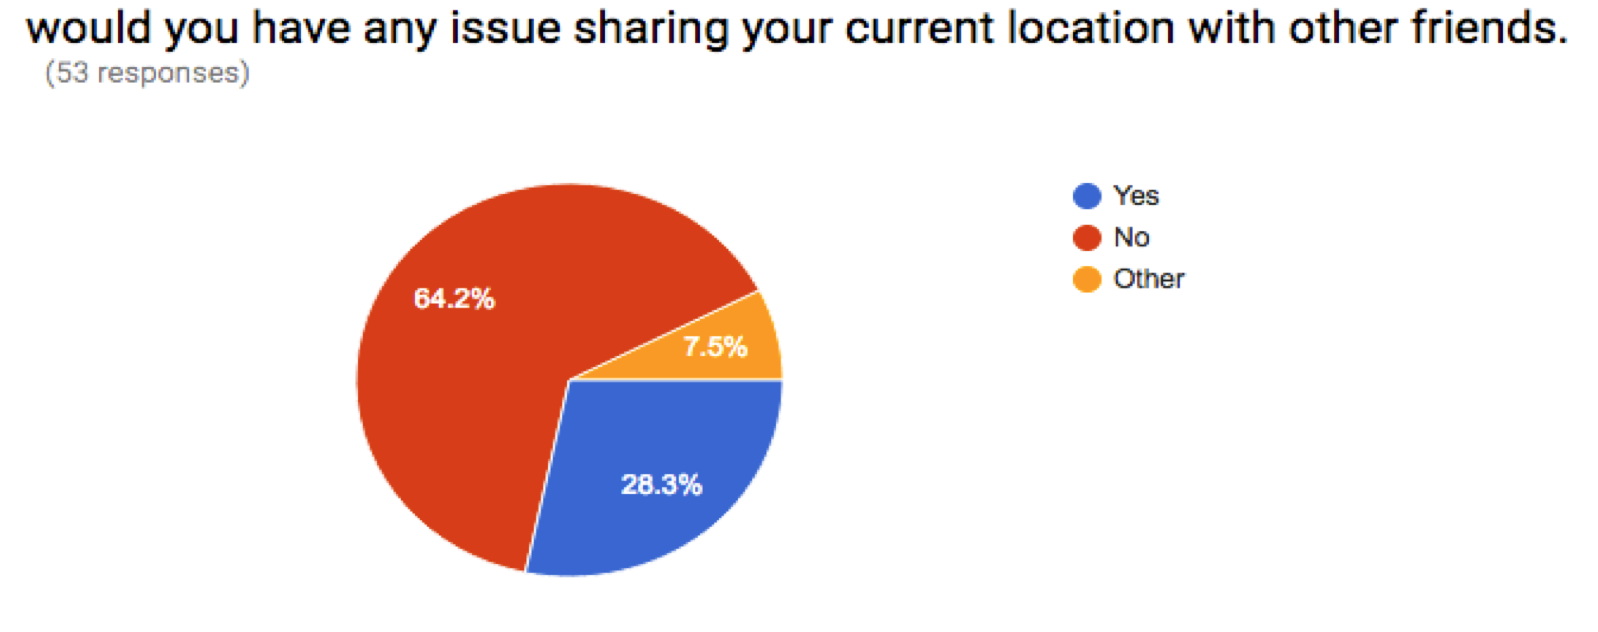 would you have any issue sharing your current location with other friends.
(53 responses)
Yes
No
Other
64.2%
7.5%
28.3%